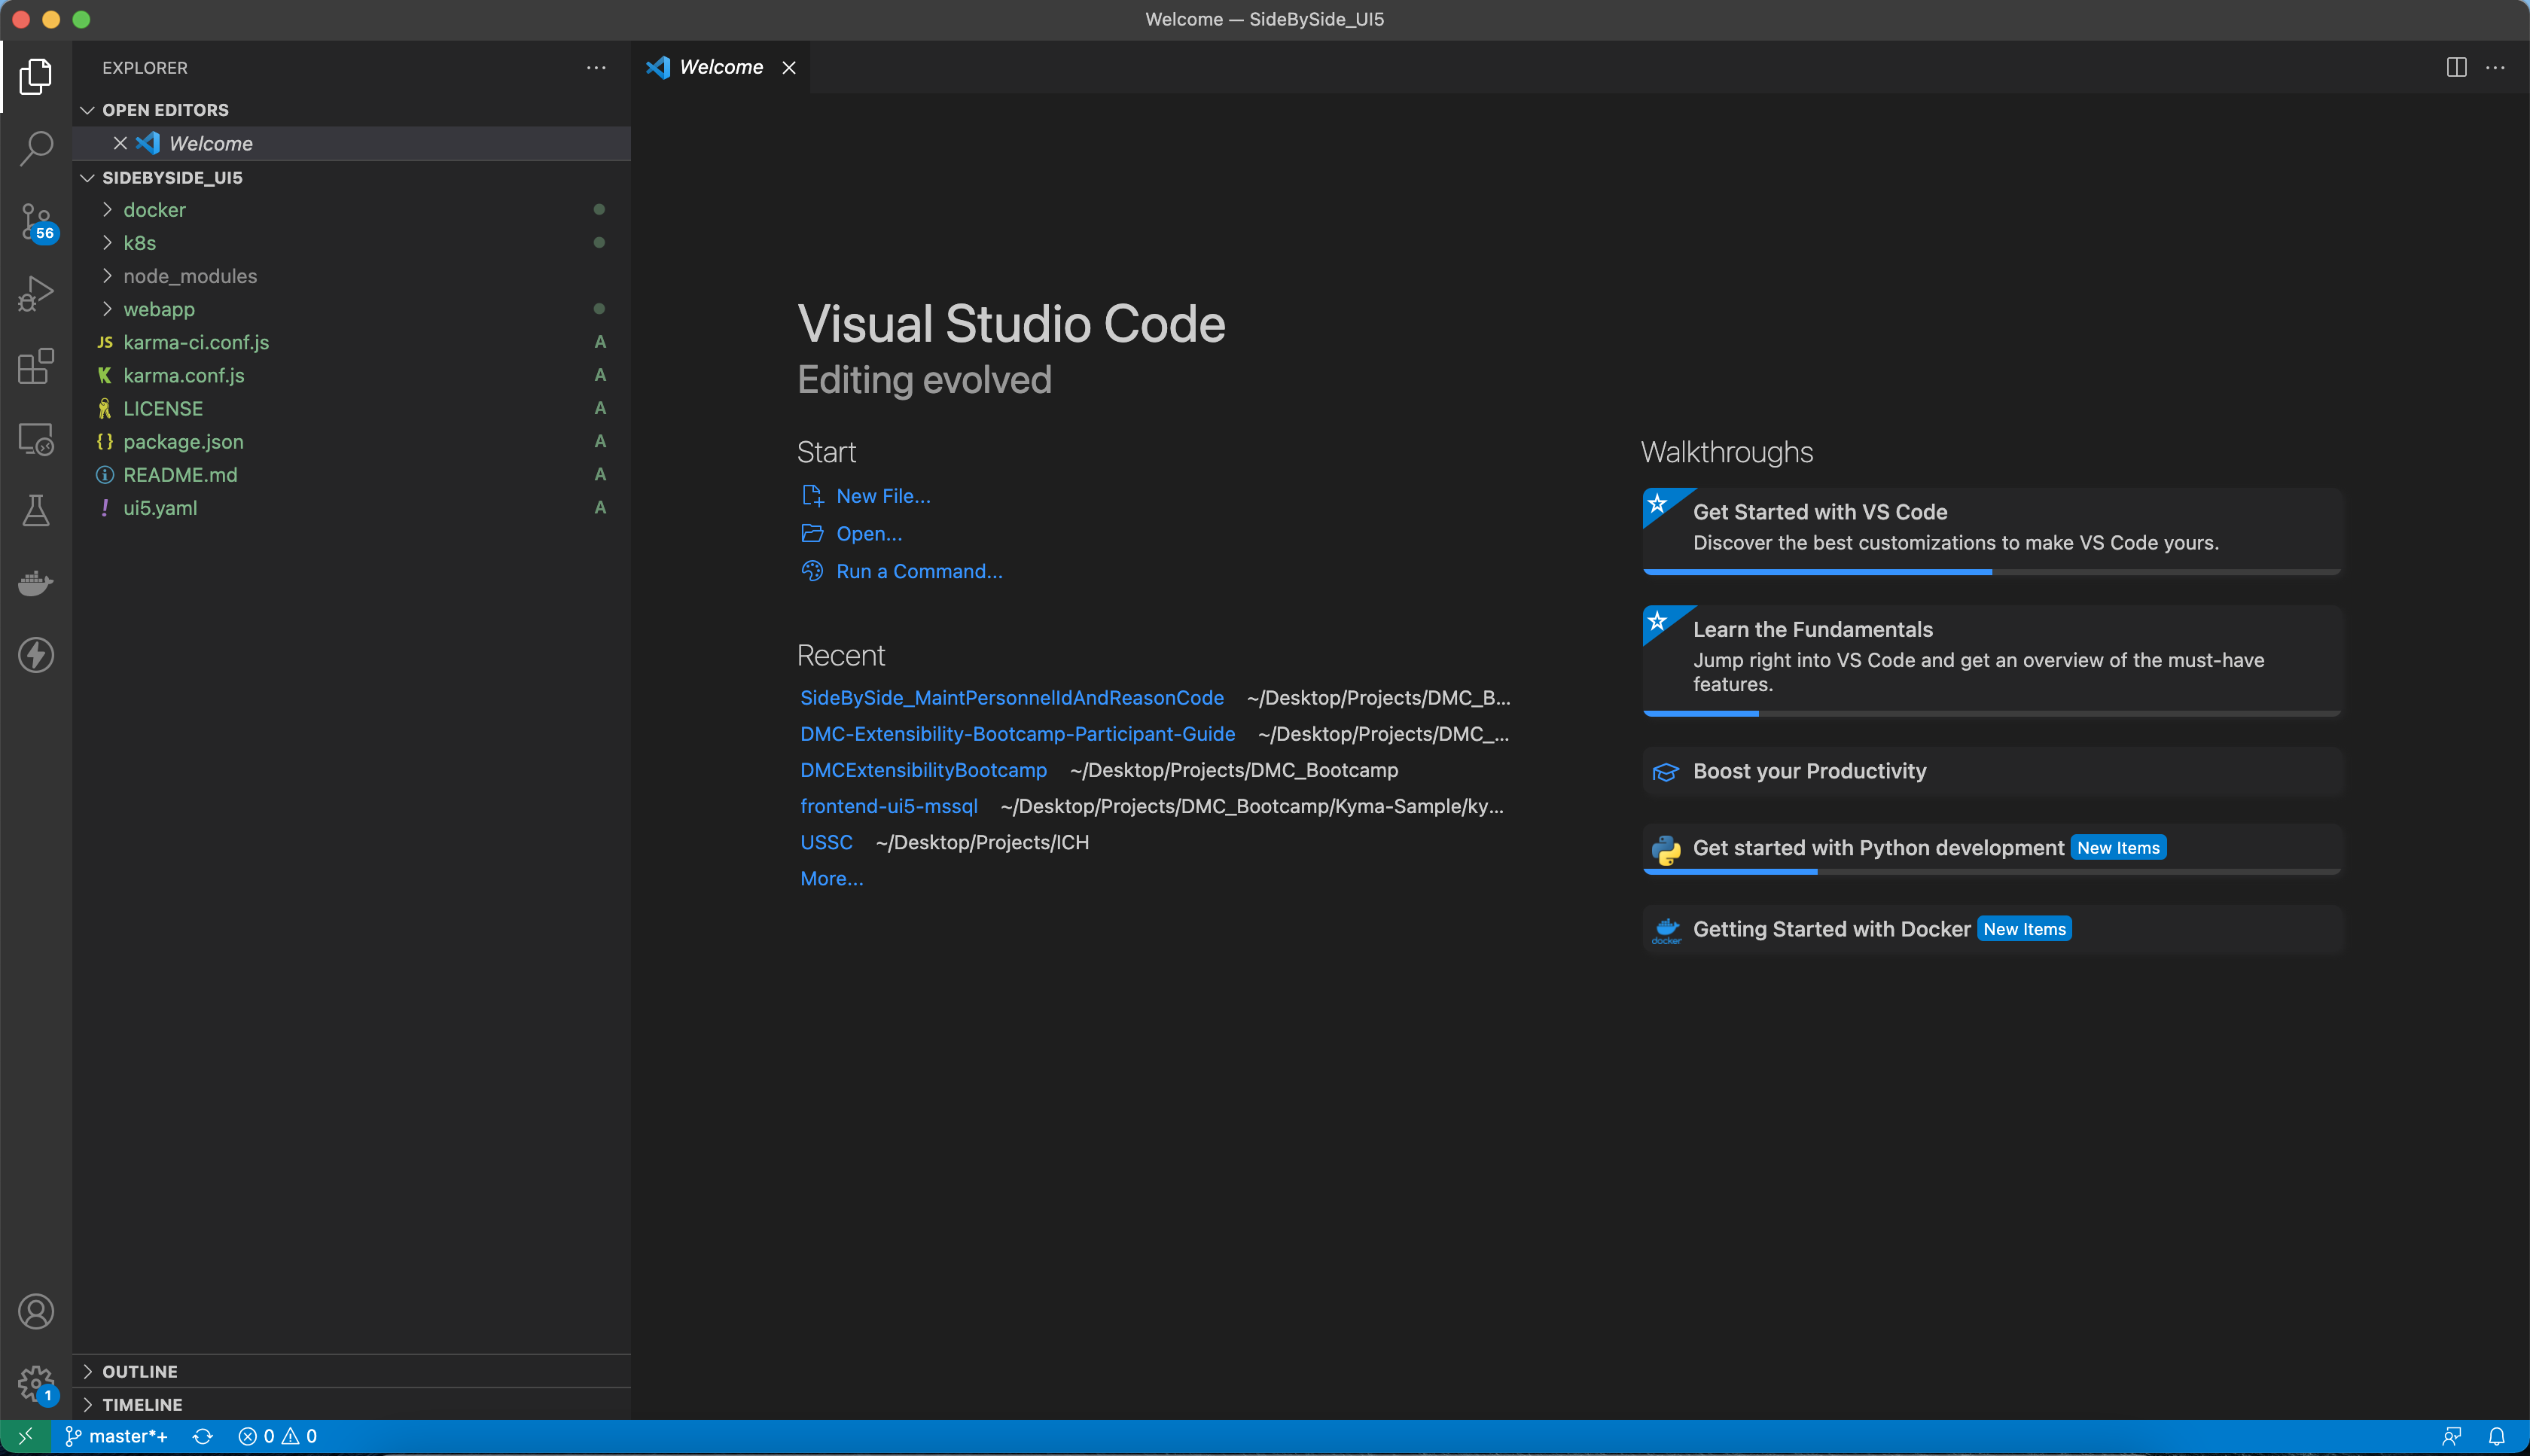 Welcome — SideBySide_UI5
EXPLORER
Welcome
OPEN EDITORS
Welcome
SIDEBYSIDE_UI5
docker
k8s
56
node_modules
webapp
JS karma-ci.conf.js A
karma.conf.js A
LICENSE A
{} package.json A
README.md A
! ui5.yaml A
Visual Studio Code
Editing evolved
Start
New File...
Open...
Run a Command...
Recent
SideBySide_MaintPersonnelIdAndReasonCode ~/Desktop/Projects/DMC_B...
DMC-Extensibility-Bootcamp-Participant-Guide ~/Desktop/Projects/DMC_...
DMCExtensibilityBootcamp ~/Desktop/Projects/DMC_Bootcamp
frontend-ui5-mssql ~/Desktop/Projects/DMC_Bootcamp/Kyma-Sample/ky...
USSC ~/Desktop/Projects/ICH
More...
Walkthroughs
Get Started with VS Code
Discover the best customizations to make VS Code yours.
Learn the Fundamentals
Jump right into VS Code and get an overview of the must-have
features.
Boost your Productivity
Get started with Python development New Items
docker Getting Started with Docker New Items
OUTLINE
1
TIMELINE
master*+ 0 0